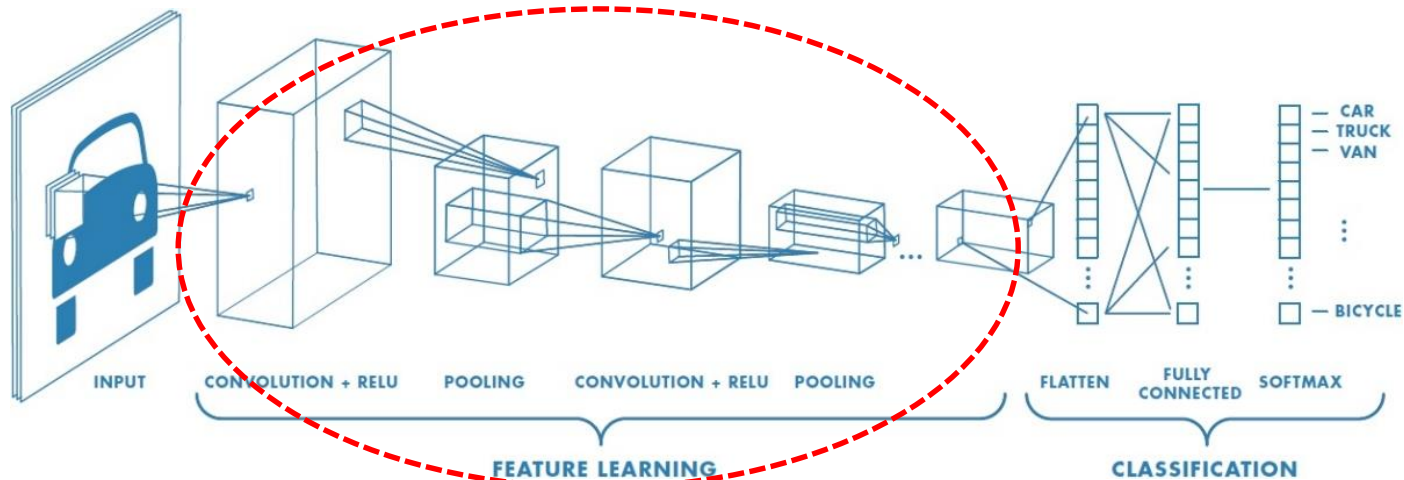 CAR
TRUCK
VAN
BICYCLE
INPUT
CONVOLUTION + RELU
POOLING
CONVOLUTION + RELU
POOLING
FLATTEN
FULLY
CONNECTED
SOFTMAX
FEATURE LEARNING
CLASSIFICATION